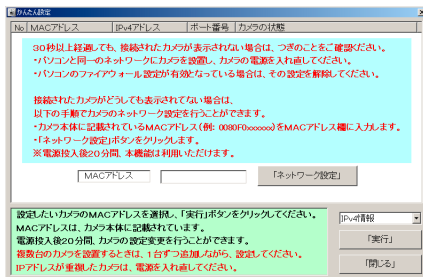 かんたん設定
No MACアドレス IPv4アドレス ポート番号 カメラの状態
30秒以上経過しても、接続されたカメラが表示されない場合は、つぎのことをご確認ください。
・パソコンと同一のネットワークにカメラを設置し、カメラの電源を入れ直してください。
・パソコンのファイアウォール設定が有効となっている場合は、その設定を解除してください。
接続されたカメラがどうしても表示されてない場合は、
以下の手順でカメラのネットワーク設定を行うことができます。
・カメラ本体に記載されているMACアドレス(例: 0080F0xxxxxx)をMACアドレス欄に入力します。
・「ネットワーク設定」ボタンをクリックします。
※電源投入後20分間、本機能は利用いただけます。
MACアドレス 「ネットワーク設定」
設定したいカメラのMACアドレスを選択し、「実行」ボタンをクリックしてください。
MACアドレスは、カメラ本体に記載されています。
電源投入後20分間、カメラの設定変更を行うことができます。
複数台のカメラを設置するときは、1台ずつ追加しながら、設定してください。
IPアドレスが重複したカメラは、電源を入れ直してください。
IPv4情報
「実行」
「閉じる」